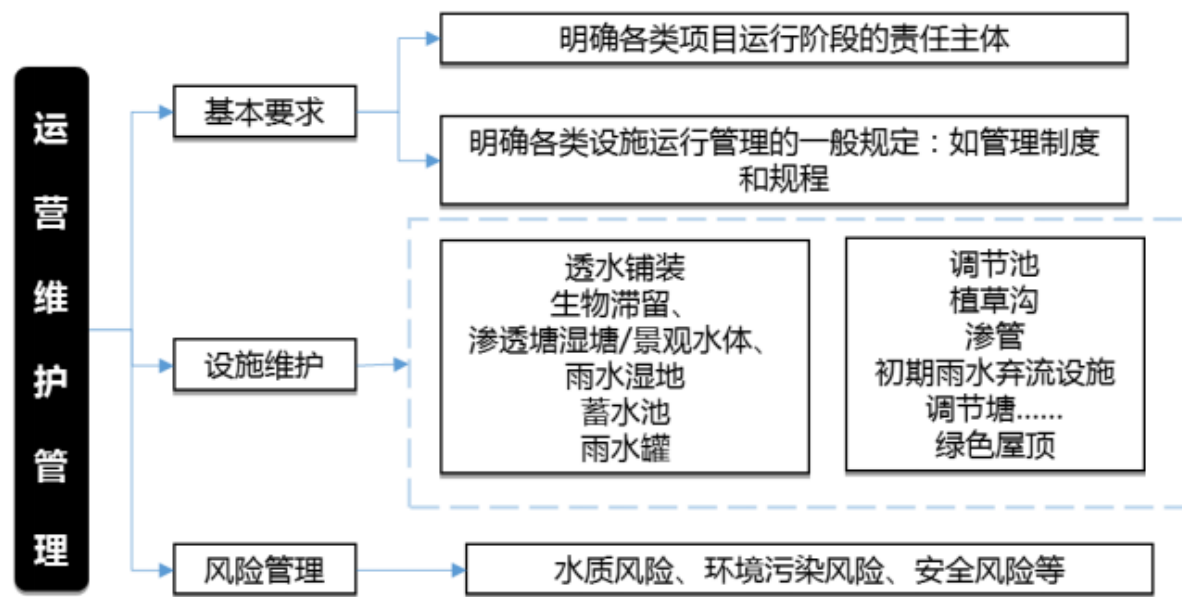 运营维护管理
基本要求
明确各类项目运行阶段的责任主体
明确各类设施运行管理的一般规定：如管理制度
和规程
设施维护
透水铺装
生物滞留、
渗透塘湿塘/景观水体、
雨水湿地
蓄水池
雨水罐
调节池
植草沟
渗管
初期雨水弃流设施
调节塘......
绿色屋顶
风险管理
水质风险、环境污染风险、安全风险等